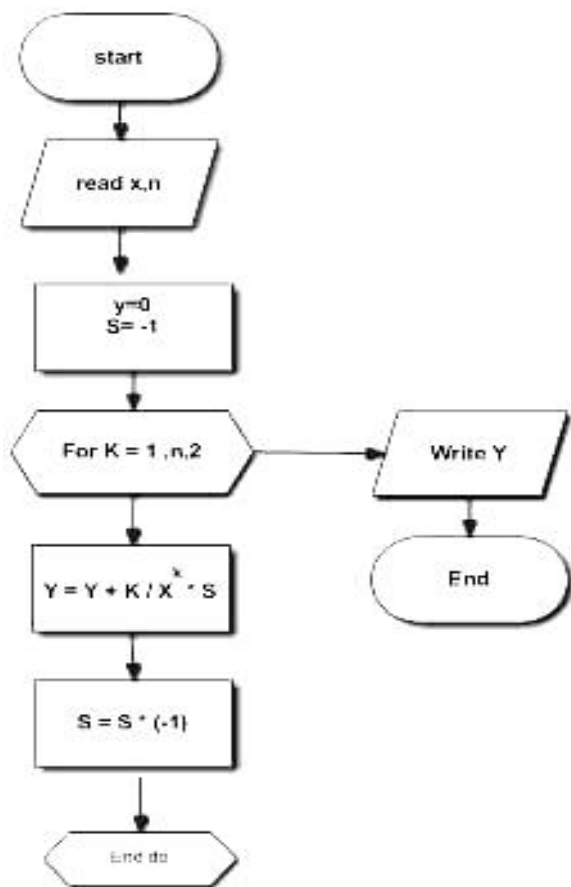 start
read x,n
y=0
S= -1
For K = 1 ,n,2
Write Y
Y = Y + K / X^k * S
End
S = S * (-1)
End do